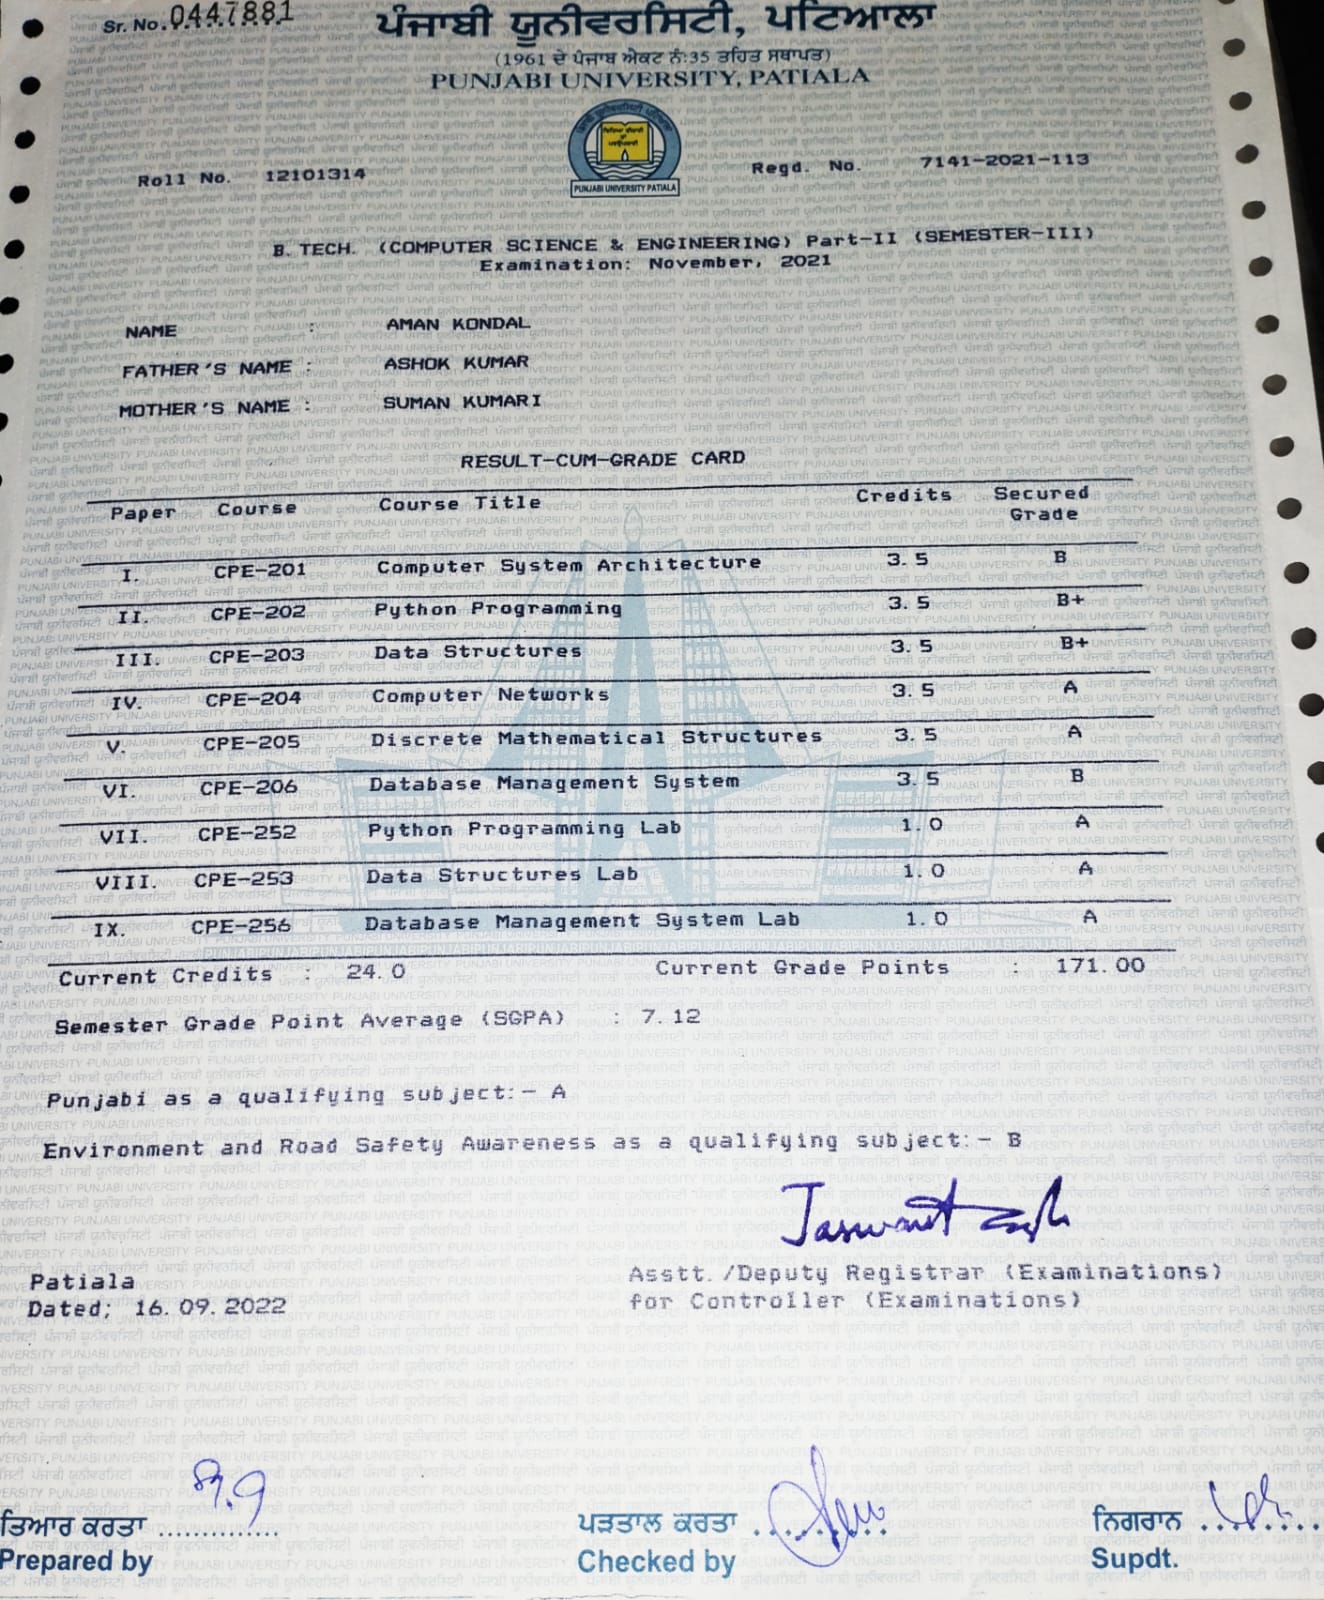 Sr. No. 0447881
ਪੰਜਾਬੀ ਯੂਨੀਵਰਸਿਟੀ, ਪਟਿਆਲਾ
(1961 ਦੇ ਪੰਜਾਬ ਐਕਟ ਨੰ:35 ਤਹਿਤ ਸਥਾਪਤ)
PUNJABI UNIVERSITY, PATIALA
PUNJABI UNIVERSITY PATIALA
Roll No. 12101314 Regd. No. 7141-2021-113
B. TECH. (COMPUTER SCIENCE & ENGINEERING) Part-II (SEMESTER-III)
Examination: November, 2021
NAME : AMAN KONDAL
FATHER'S NAME : ASHOK KUMAR
MOTHER'S NAME : SUMAN KUMARI
RESULT-CUM-GRADE CARD
Paper Course Course Title Credits Secured Grade
I. CPE-201 Computer System Architecture 3.5 B
II. CPE-202 Python Programming 3.5 B+
III. CPE-203 Data Structures 3.5 B+
IV. CPE-204 Computer Networks 3.5 A
V. CPE-205 Discrete Mathematical Structures 3.5 A
VI. CPE-206 Database Management System 3.5 B
VII. CPE-252 Python Programming Lab 1.0 A
VIII. CPE-253 Data Structures Lab 1.0 A
IX. CPE-256 Database Management System Lab 1.0 A
Current Credits : 24.0 Current Grade Points : 171.00
Semester Grade Point Average (SGPA) : 7.12
Punjabi as a qualifying subject:- A
Environment and Road Safety Awareness as a qualifying subject:- B
Patiala
Dated; 16.09.2022
Asstt./Deputy Registrar (Examinations)
for Controller (Examinations)
ਤਿਆਰ ਕਰਤਾ ..............
Prepared by
ਪੜਤਾਲ ਕਰਤਾ ..............
Checked by
ਨਿਗਰਾਨ ..............
Supdt.